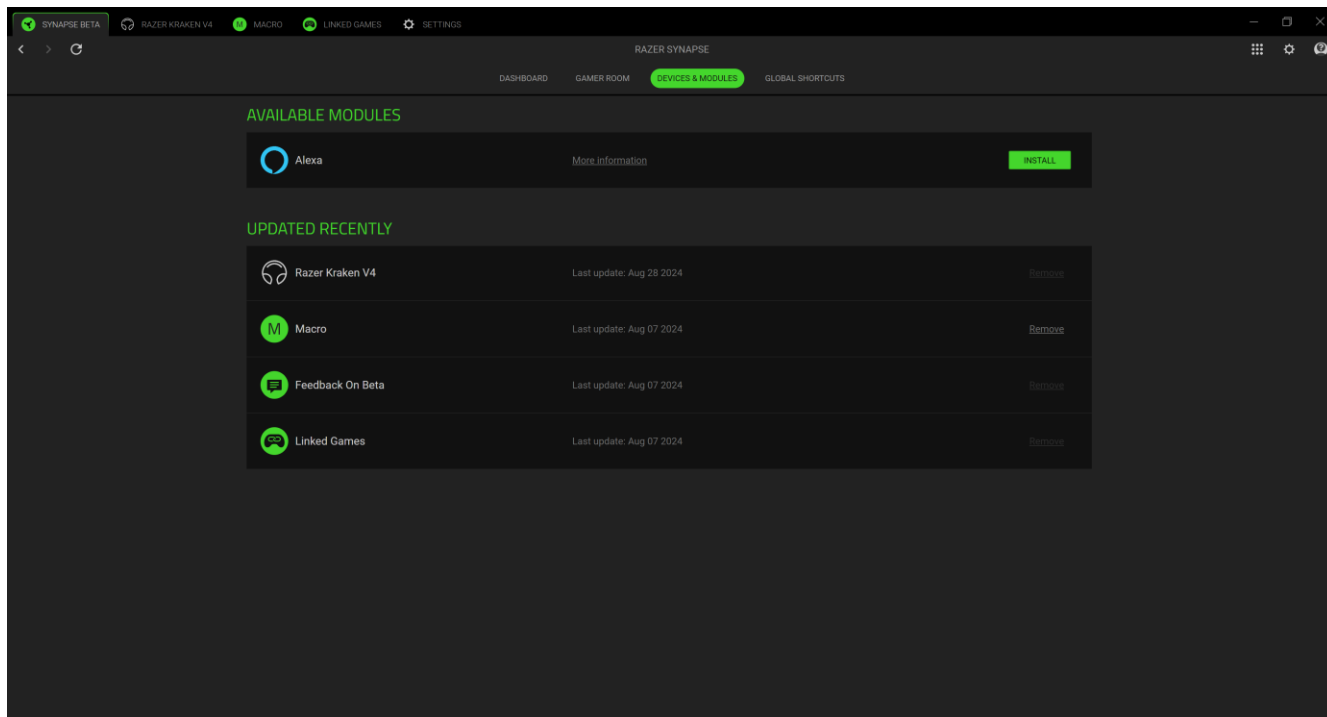 SYNAPSE BETA RAZER KRAKEN V4 M MACRO LINKED GAMES SETTINGS
RAZER SYNAPSE
DASHBOARD GAMER ROOM DEVICES & MODULES GLOBAL SHORTCUTS
AVAILABLE MODULES
Alexa More information INSTALL
UPDATED RECENTLY
Razer Kraken V4 Last update: Aug 28 2024 Remove
M Macro Last update: Aug 07 2024 Remove
Feedback On Beta Last update: Aug 07 2024 Remove
Linked Games Last update: Aug 07 2024 Remove